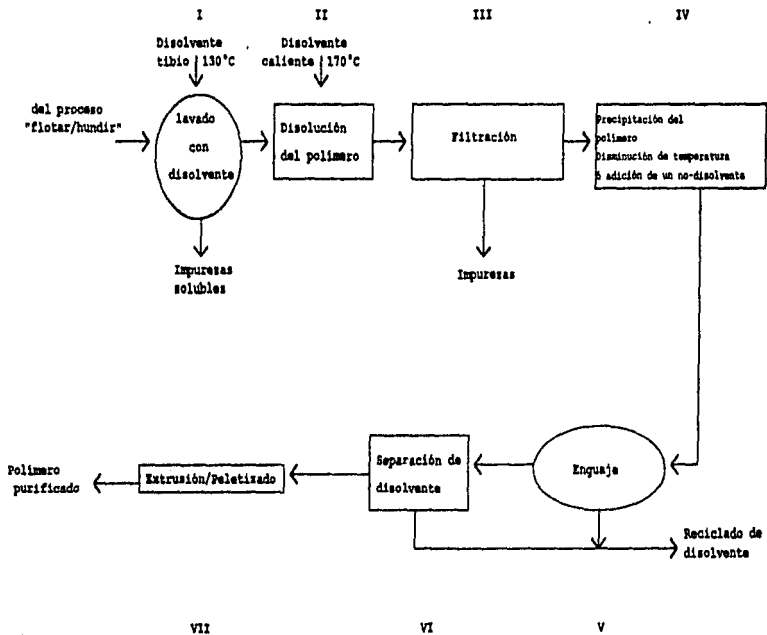 I
II
III
IV
Disolvente
tibio 130°C
Disolvente
caliente 170°C
del proceso
"flotar/hundir"
lavado
con
disolvente
Disolución
del polímero
Filtración
Precipitación del
polímero
Disminución de temperatura
ó adición de un no-disolvente
Impurezas
solubles
Impurezas
Polímero
purificado
Extrusión/Peletizado
Separación de
disolvente
Enguaje
Reciclado de
disolvente
VII
VI
V